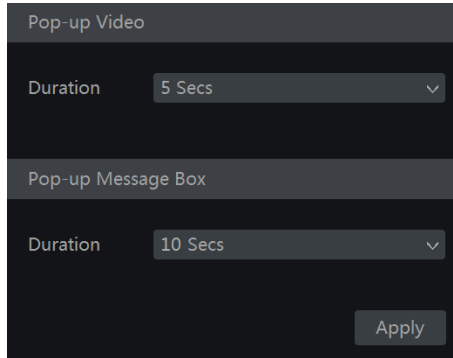 Pop-up Video
Duration 5 Secs
Pop-up Message Box
Duration 10 Secs
Apply